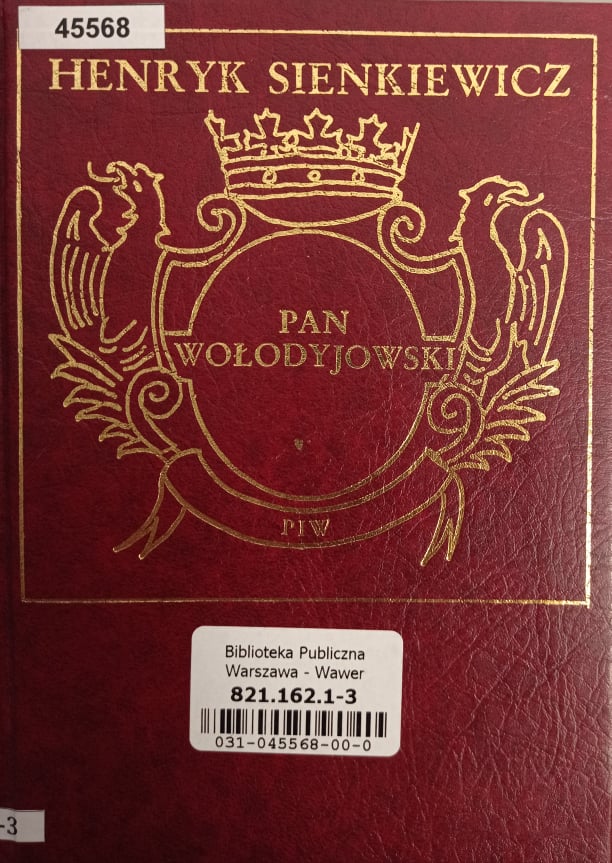 45568
HENRYK SIENKIEWICZ
PAN
WOŁODYJOWSKI
PIW
Biblioteka Publiczna
Warszawa - Wawer
821.162.1-3
031-045568-00-0
-3